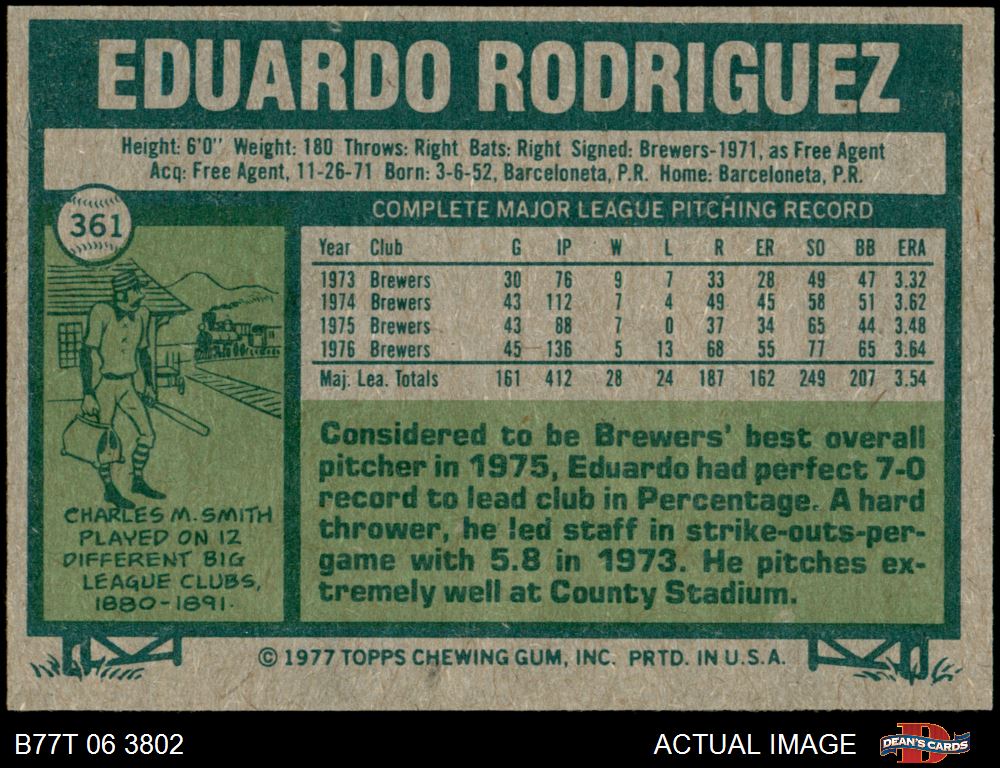 EDUARDO RODRIGUEZ
Height: 6'0" Weight: 180 Throws: Right Bats: Right Signed: Brewers-1971, as Free Agent
Acq: Free Agent, 11-26-71 Born: 3-6-52, Barceloneta, P.R. Home: Barceloneta, P.R.
361
COMPLETE MAJOR LEAGUE PITCHING RECORD
Year Club G IP W L R ER SO BB ERA
1973 Brewers 30 76 9 7 33 28 49 47 3.32
1974 Brewers 43 112 7 4 49 45 58 51 3.62
1975 Brewers 43 88 7 0 37 34 65 44 3.48
1976 Brewers 45 136 5 13 68 55 77 65 3.64
Maj. Lea. Totals 161 412 28 24 187 162 249 207 3.54
CHARLES M. SMITH
PLAYED ON 12
DIFFERENT BIG
LEAGUE CLUBS,
1880-1891.
Considered to be Brewers' best overall
pitcher in 1975, Eduardo had perfect 7-0
record to lead club in Percentage. A hard
thrower, he led staff in strike-outs-per-
game with 5.8 in 1973. He pitches ex-
tremely well at County Stadium.
© 1977 TOPPS CHEWING GUM, INC. PRTD. IN U.S.A.
B77T 06 3802
ACTUAL IMAGE
DEAN'S CARDS